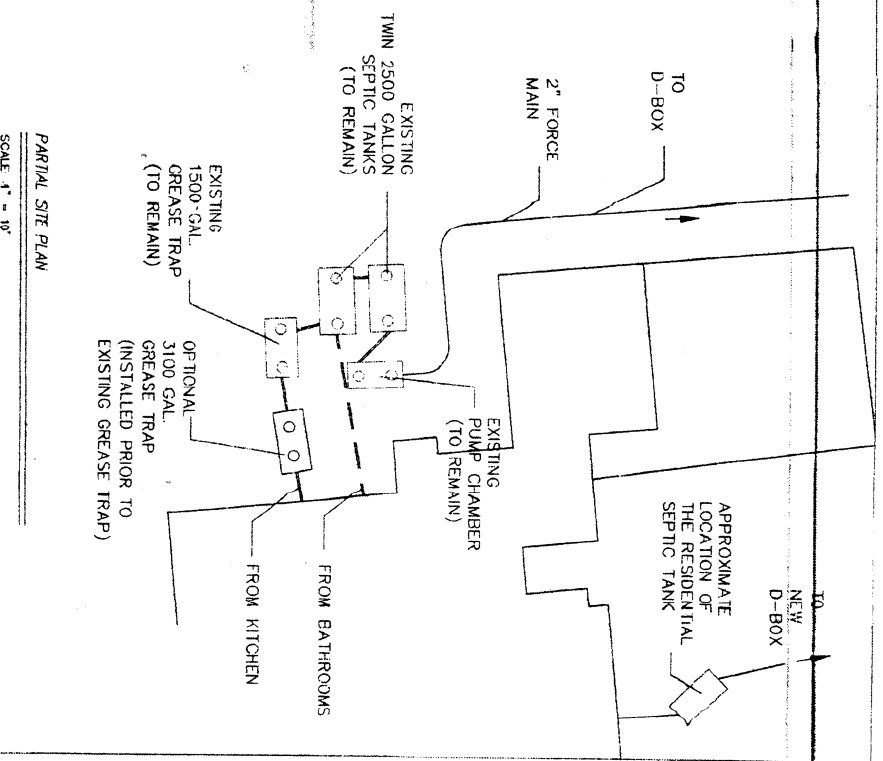 TO
D-BOX
2" FORCE
MAIN
EXISTING
TWIN 2500 GALLON
SEPTIC TANKS
(TO REMAIN)
EXISTING
1500-GAL.
GREASE TRAP
(TO REMAIN)
OPTIONAL
3100 GAL.
GREASE TRAP
(INSTALLED PRIOR TO
EXISTING GREASE TRAP)
EXISTING
PUMP CHAMBER
(TO REMAIN)
TO
NEW
D-BOX
APPROXIMATE
LOCATION OF
THE RESIDENTIAL
SEPTIC TANK
FROM BATHROOMS
FROM KITCHEN
PARTIAL SITE PLAN
SCALE: 1" = 10'